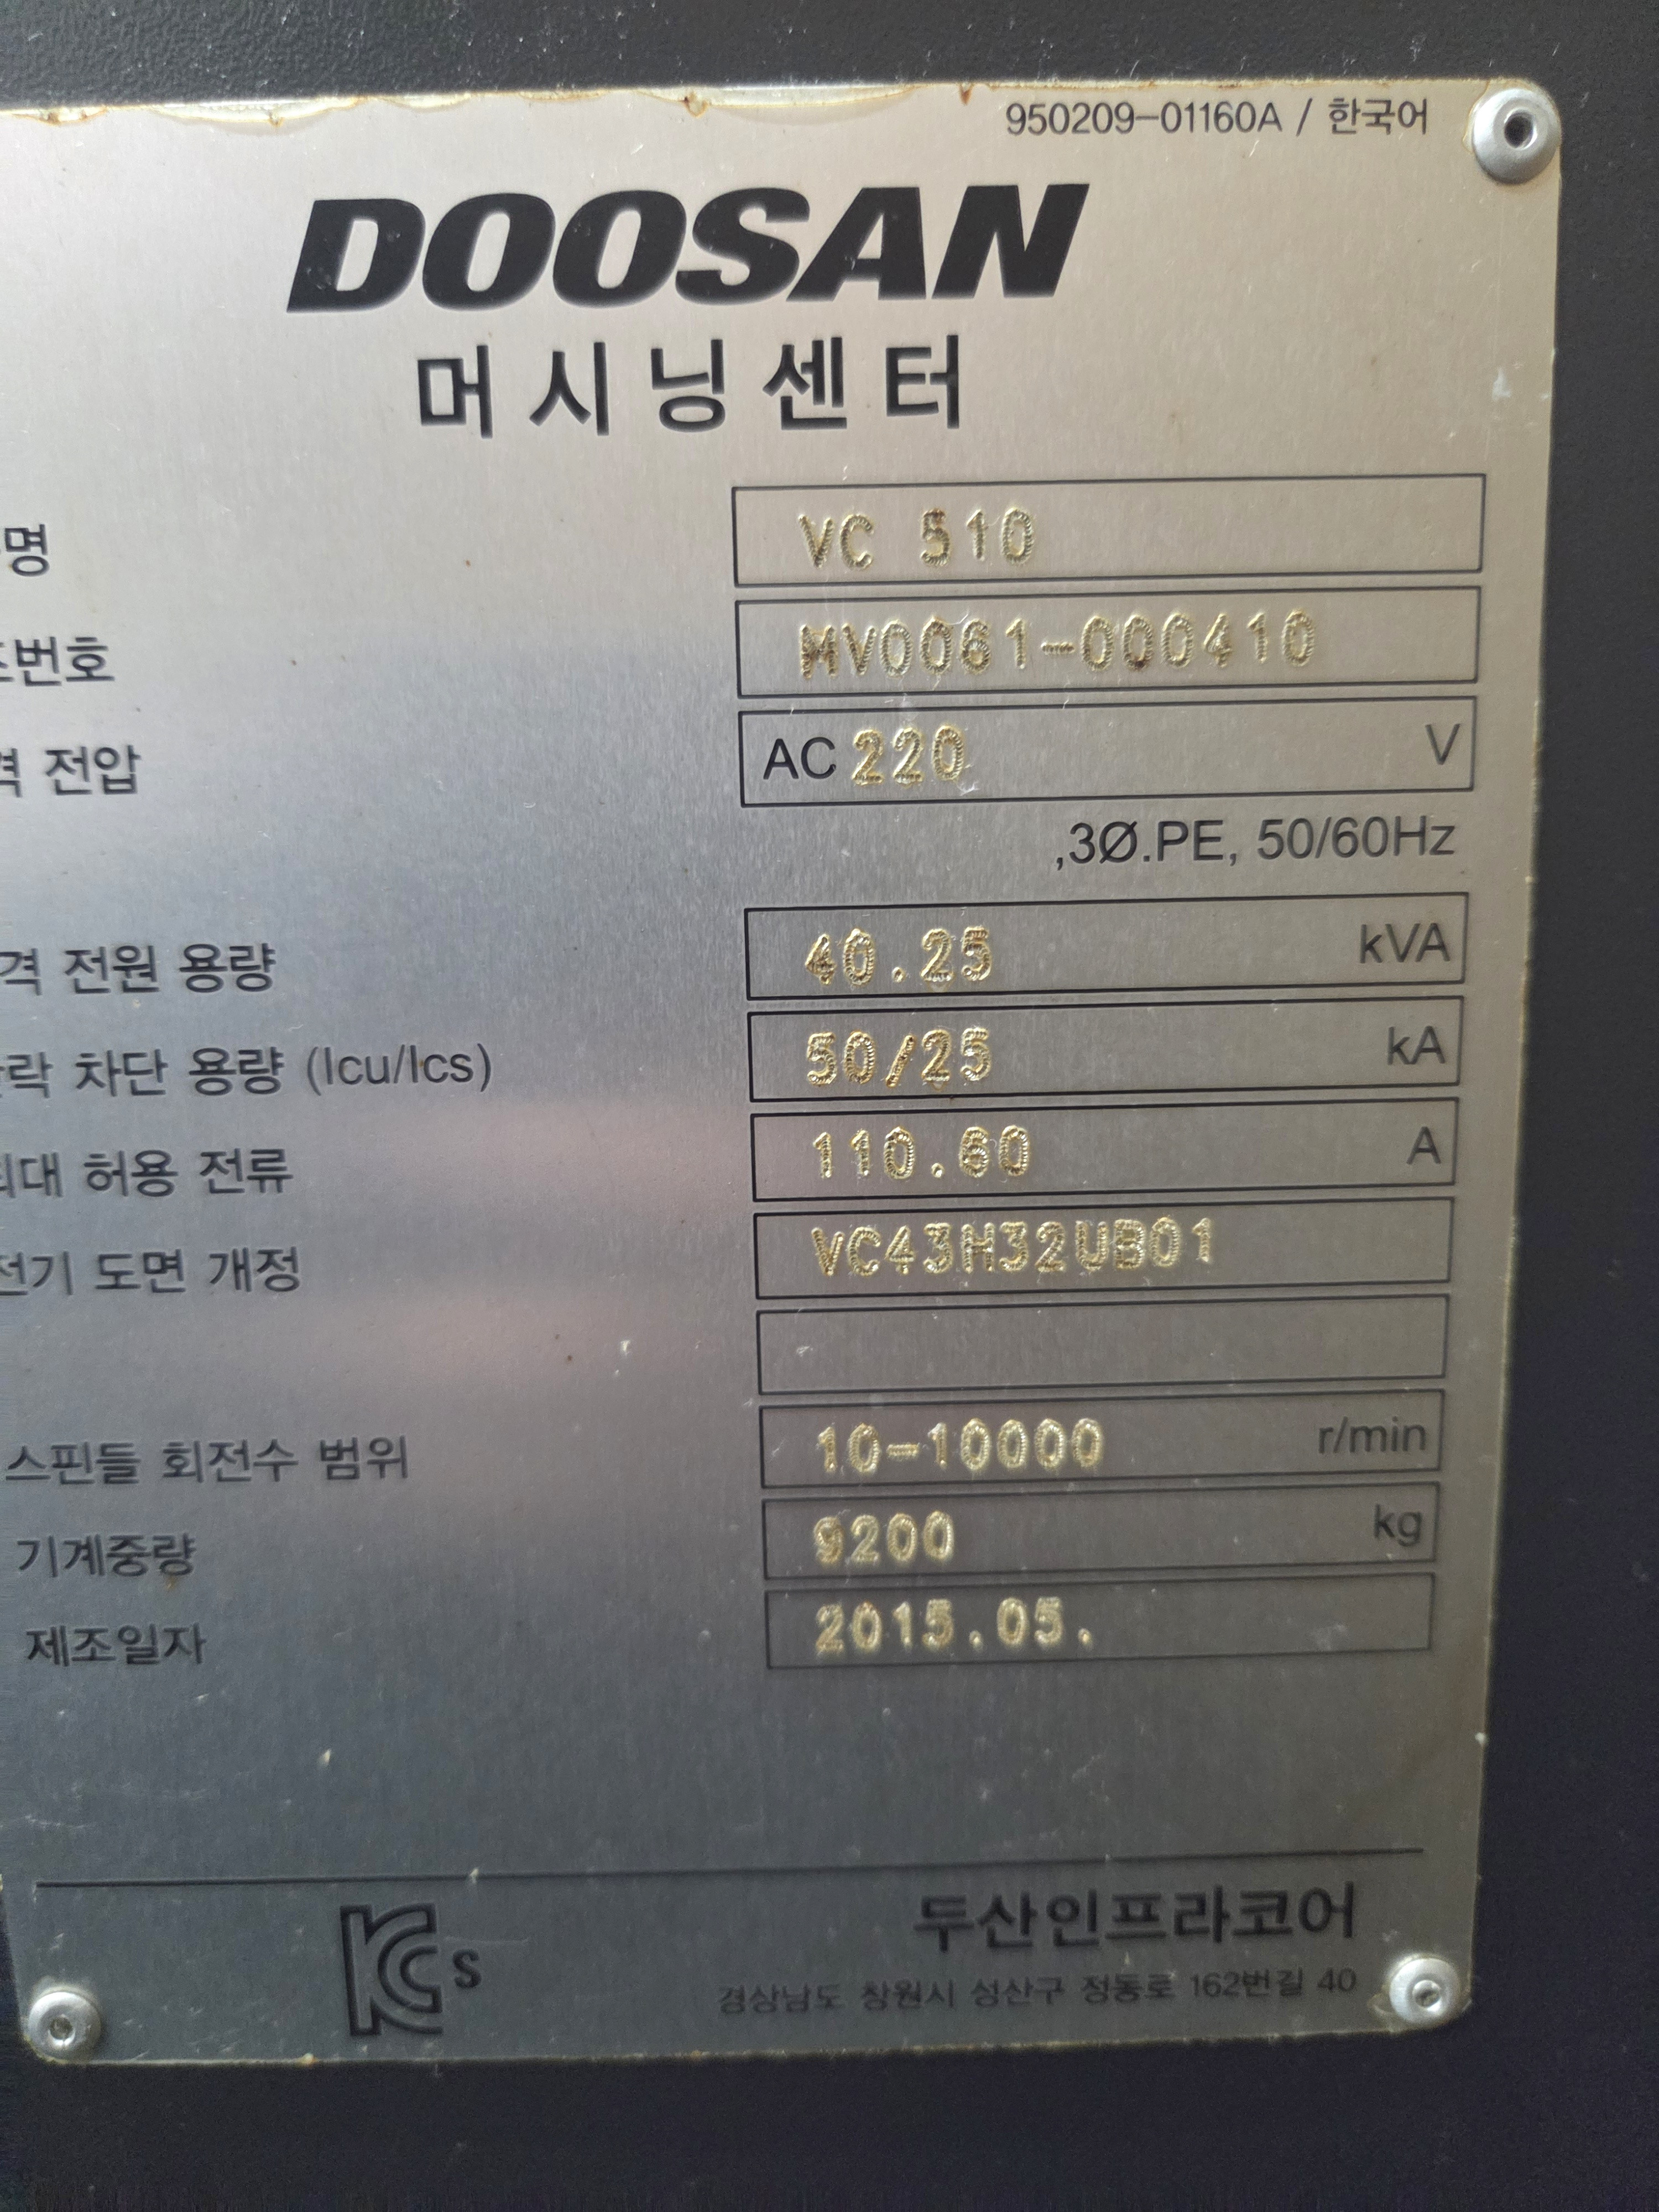 950209-01160A / 한국어
DOOSAN
머시닝센터
명 VC 510
번호 MV0061-000410
격 전압 AC 220 V
,3Ø.PE, 50/60Hz
격 전원 용량 40.25 kVA
락 차단 용량 (Icu/Ics) 50/25 kA
대 허용 전류 110.60 A
전기 도면 개정 VC43H32UB01
스핀들 회전수 범위 10-10000 r/min
기계중량 9200 kg
제조일자 2015.05.
KCs 두산인프라코어
경상남도 창원시 성산구 정동로 162번길 40